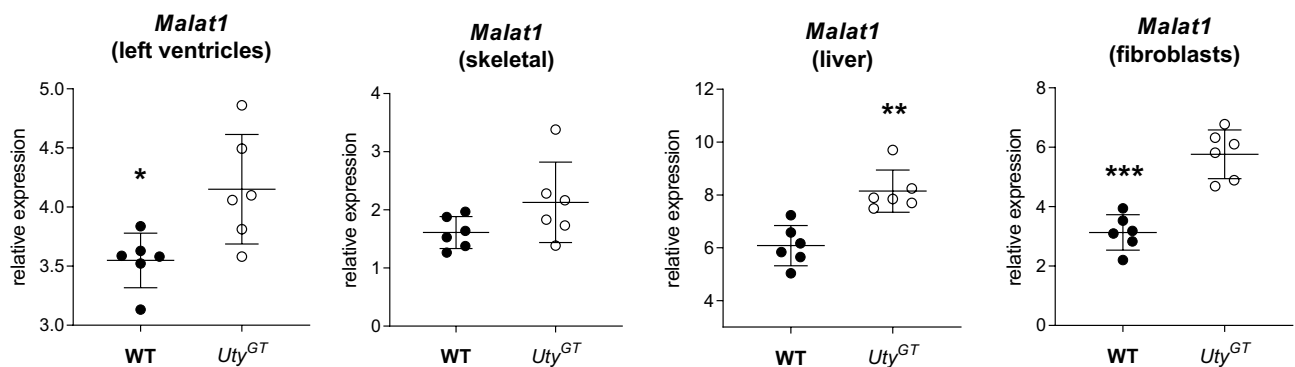 Malat1
(left ventricles)
relative expression
5.0
4.5
4.0
3.5
3.0
*
WT
UtyGT
Malat1
(skeletal)
relative expression
4
3
2
1
0
WT
UtyGT
Malat1
(liver)
relative expression
12
10
8
6
4
**
WT
UtyGT
Malat1
(fibroblasts)
relative expression
8
6
4
2
0
***
WT
UtyGT